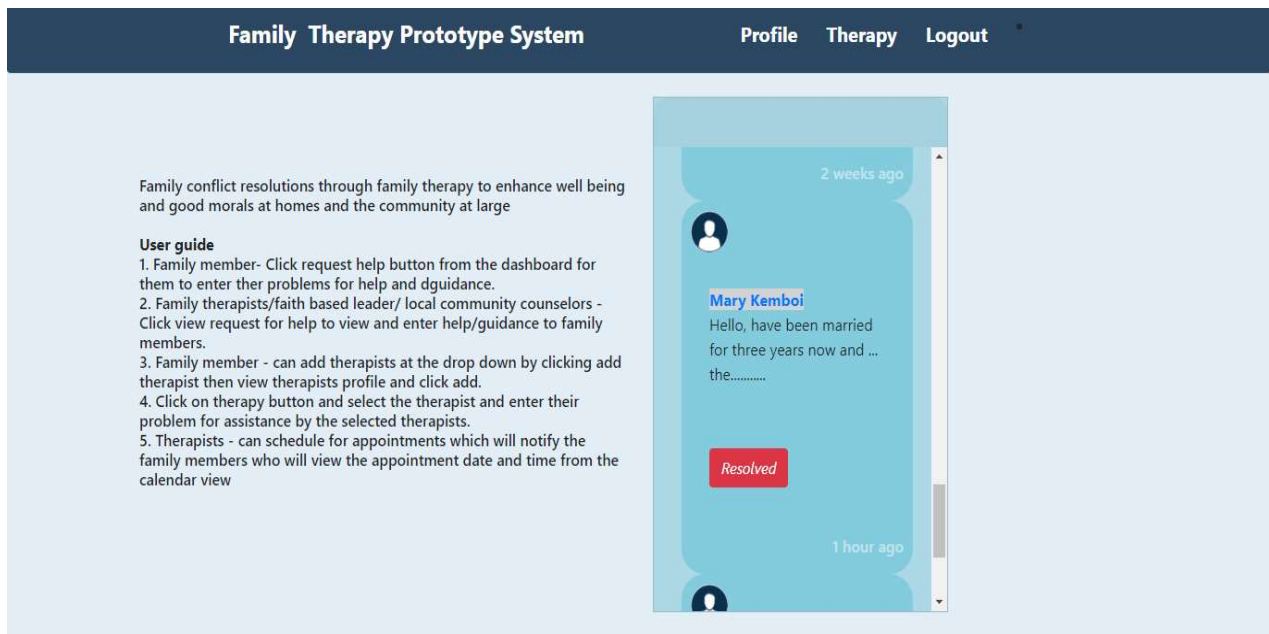 Family Therapy Prototype System
Profile Therapy Logout
Family conflict resolutions through family therapy to enhance well being
and good morals at homes and the community at large
User guide
1. Family member- Click request help button from the dashboard for
them to enter ther problems for help and dguidance.
2. Family therapists/faith based leader/ local community counselors -
Click view request for help to view and enter help/guidance to family
members.
3. Family member - can add therapists at the drop down by clicking add
therapist then view therapists profile and click add.
4. Click on therapy button and select the therapist and enter their
problem for assistance by the selected therapists.
5. Therapists - can schedule for appointments which will notify the
family members who will view the appointment date and time from the
calendar view
2 weeks ago
Mary Kemboi
Hello, have been married
for three years now and ...
the...........
Resolved
1 hour ago